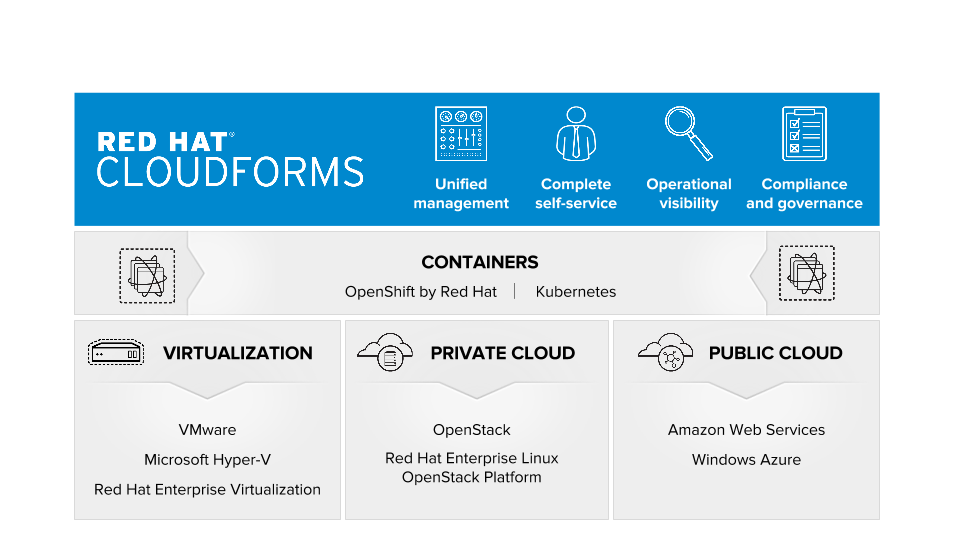 RED HAT®
CLOUDFORMS
Unified
management
Complete
self-service
Operational
visibility
Compliance
and governance
CONTAINERS
OpenShift by Red Hat | Kubernetes
VIRTUALIZATION
VMware
Microsoft Hyper-V
Red Hat Enterprise Virtualization
PRIVATE CLOUD
OpenStack
Red Hat Enterprise Linux
OpenStack Platform
PUBLIC CLOUD
Amazon Web Services
Windows Azure